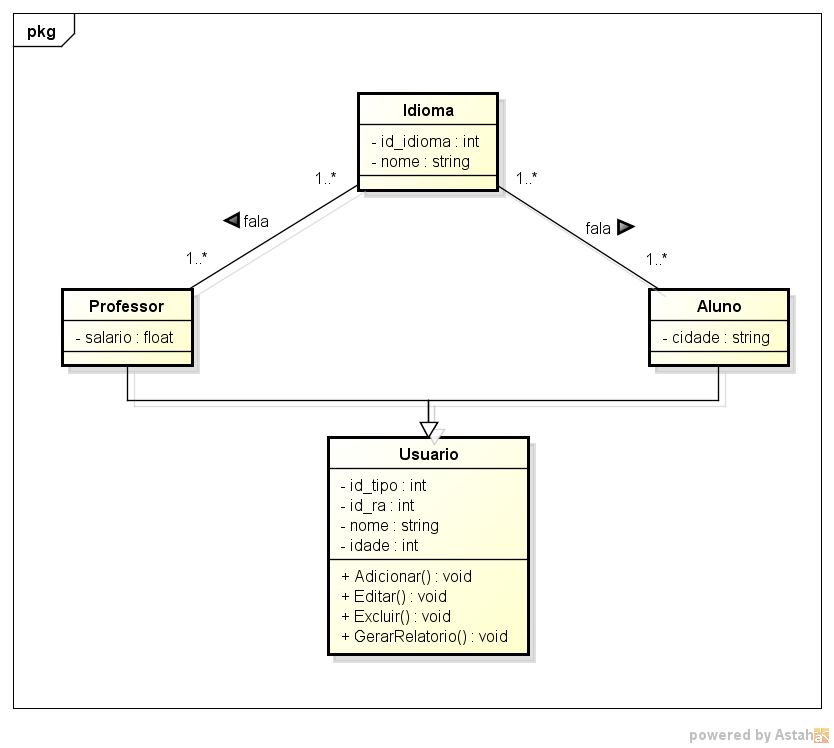 pkg
Idioma
- id_idioma : int
- nome : string
1..*
1..*
fala
fala
1..*
1..*
Professor
- salario : float
Aluno
- cidade : string
Usuario
- id_tipo : int
- id_ra : int
- nome : string
- idade : int
+ Adicionar() : void
+ Editar() : void
+ Excluir() : void
+ GerarRelatorio() : void
powered by Astah